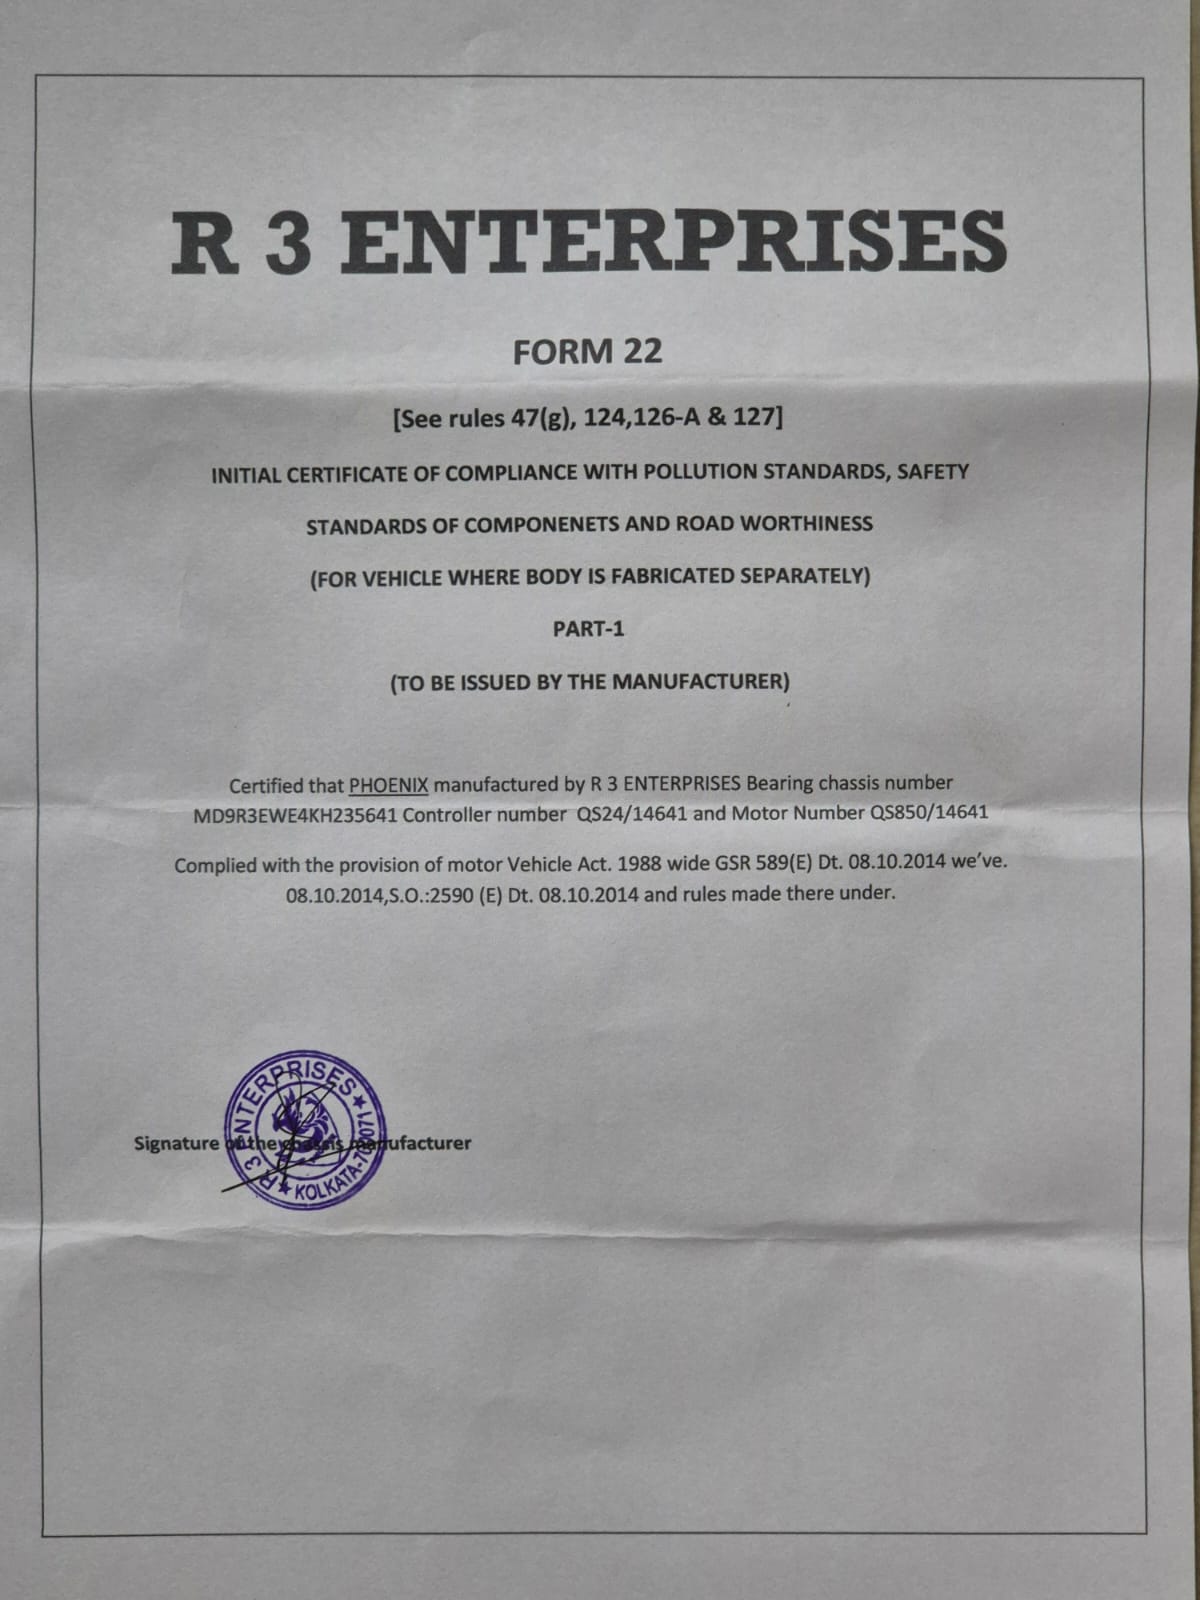 R 3 ENTERPRISES
FORM 22
[See rules 47(g), 124,126-A & 127]
INITIAL CERTIFICATE OF COMPLIANCE WITH POLLUTION STANDARDS, SAFETY
STANDARDS OF COMPONENETS AND ROAD WORTHINESS
(FOR VEHICLE WHERE BODY IS FABRICATED SEPARATELY)
PART-1
(TO BE ISSUED BY THE MANUFACTURER)
Certified that PHOENIX manufactured by R 3 ENTERPRISES Bearing chassis number
MD9R3EWE4KH235641 Controller number QS24/14641 and Motor Number QS850/14641
Complied with the provision of motor Vehicle Act. 1988 wide GSR 589(E) Dt. 08.10.2014 we've.
08.10.2014,S.O.:2590 (E) Dt. 08.10.2014 and rules made there under.
R 3 ENTERPRISES
Signature of the chassis manufacturer
KOLKATA-700071